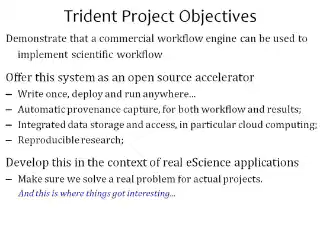 Trident Project Objectives
Demonstrate that a commercial workflow engine can be used to
implement scientific workflow
Offer this system as an open source accelerator
– Write once, deploy and run anywhere...
– Automatic provenance capture, for both workflow and results;
– Integrated data storage and access, in particular cloud computing;
– Reproducible research;
Develop this in the context of real eScience applications
– Make sure we solve a real problem for actual projects.
And this is where things got interesting...